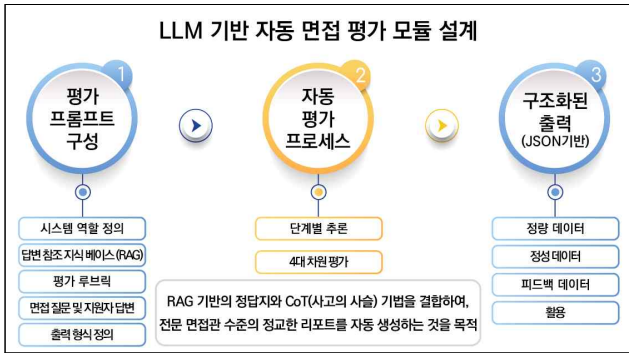 LLM 기반 자동 면접 평가 모듈 설계
1
평가
프롬프트
구성
시스템 역할 정의
답변 참조 지식 베이스(RAG)
평가 루브릭
면접 질문 및 지원자 답변
출력 형식 정의
2
자동
평가
프로세스
단계별 추론
4대 차원 평가
3
구조화된
출력
(JSON기반)
정량 데이터
정성 데이터
피드백 데이터
활용
RAG 기반의 정답지와 CoT(사고의 사슬) 기법을 결합하여,
전문 면접관 수준의 정교한 리포트를 자동 생성하는 것을 목적